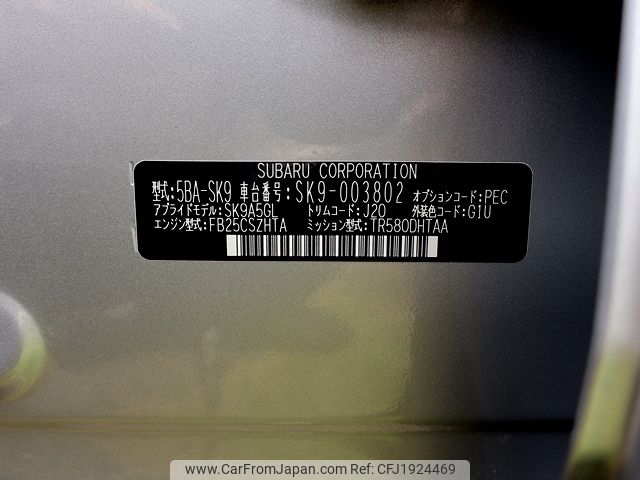 SUBARU CORPORATION
型式:5BA-SK9 車台番号:SK9-003802 オプションコード:PEC
アプライドモデル:SK9A5GL トリムコード:J20 外装色コード:G1U
エンジン型式:FB25CSZHTA ミッション型式:TR580DHTAA
www.CarFromJapan.com Photo ID: CFJ1924469